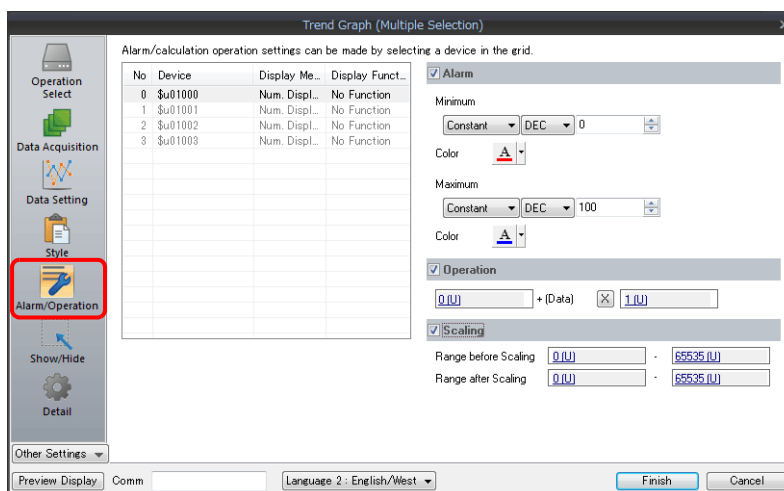 Trend Graph (Multiple Selection)
Alarm/calculation operation settings can be made by selecting a device in the grid.
Operation
Select
Data Acquisition
Data Setting
Style
Alarm/Operation
Show/Hide
Detail
Other Settings
No Device Display Me... Display Funct...
0 $u01000 Num. Displ... No Function
1 $u01001 Num. Displ... No Function
2 $u01002 Num. Displ... No Function
3 $u01003 Num. Displ... No Function
Alarm
Minimum
Constant DEC 0
Color A
Maximum
Constant DEC 100
Color A
Operation
0 (U) + (Data) X 1 (U)
Scaling
Range before Scaling 0 (U) - 65535 (U)
Range after Scaling 0 (U) - 65535 (U)
Preview Display Comm Language 2 : English/West Finish Cancel